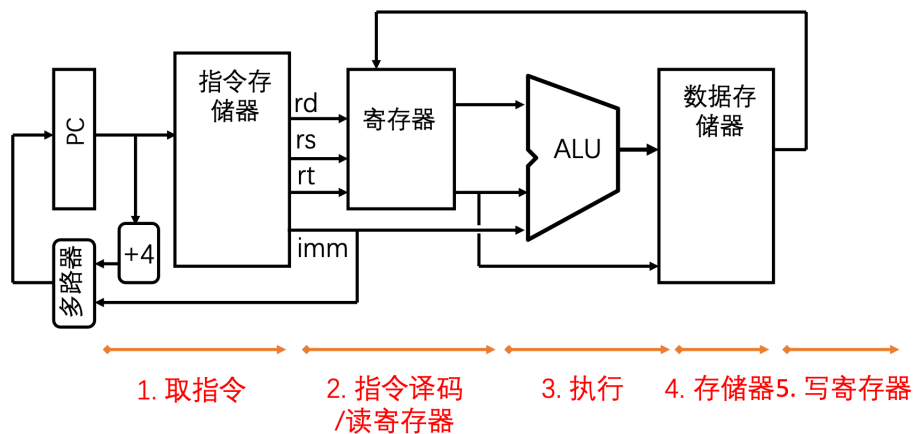 PC
指令存
储器
rd
rs
rt
imm
寄存器
ALU
数据存
储器
+4
多路器
1. 取指令
2. 指令译码
/读寄存器
3. 执行
4. 存储器
5. 写寄存器